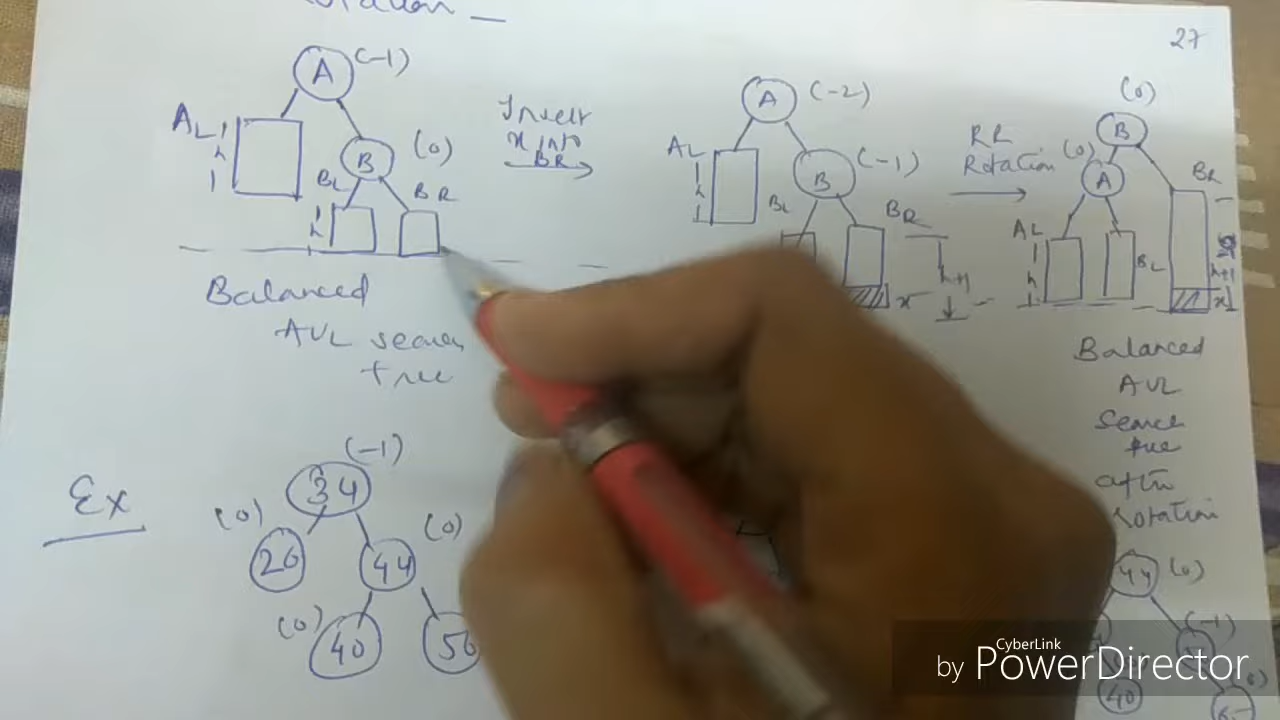 27
A (-1)
AL
h
B (0)
BL
BR
h
Balanced
AVL search
tree
Insert
x into
BR
A (-2)
AL
h
B (-1)
BL
BR
x
h+1
RR
Rotation
(0)
B
(0)
A
BR
AL
h
BL
h+1
x
Balanced
AVL
Search
tree
after
Rotation
Ex
(-1)
34
(0)
26
(0)
44
(0)
40
56
44 (0)
(-1)
40
CyberLink
by PowerDirector